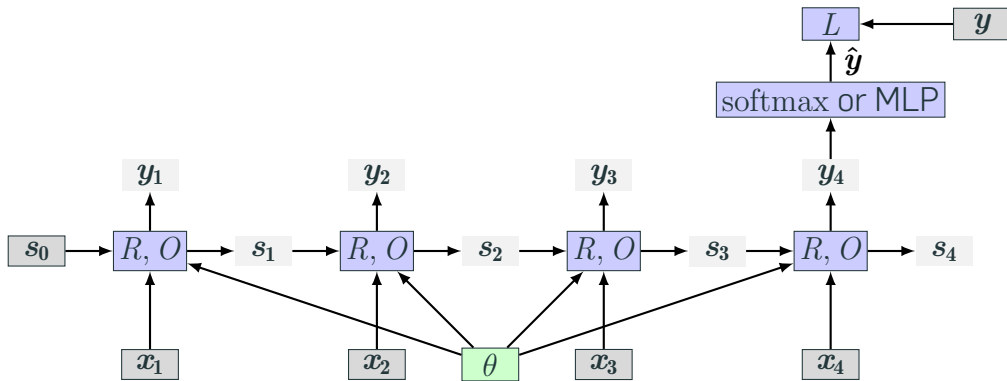 L y
ŷ
softmax or MLP
y₁ y₂ y₃ y₄
s₀ R, O s₁ R, O s₂ R, O s₃ R, O s₄
x₁ x₂ θ x₃ x₄